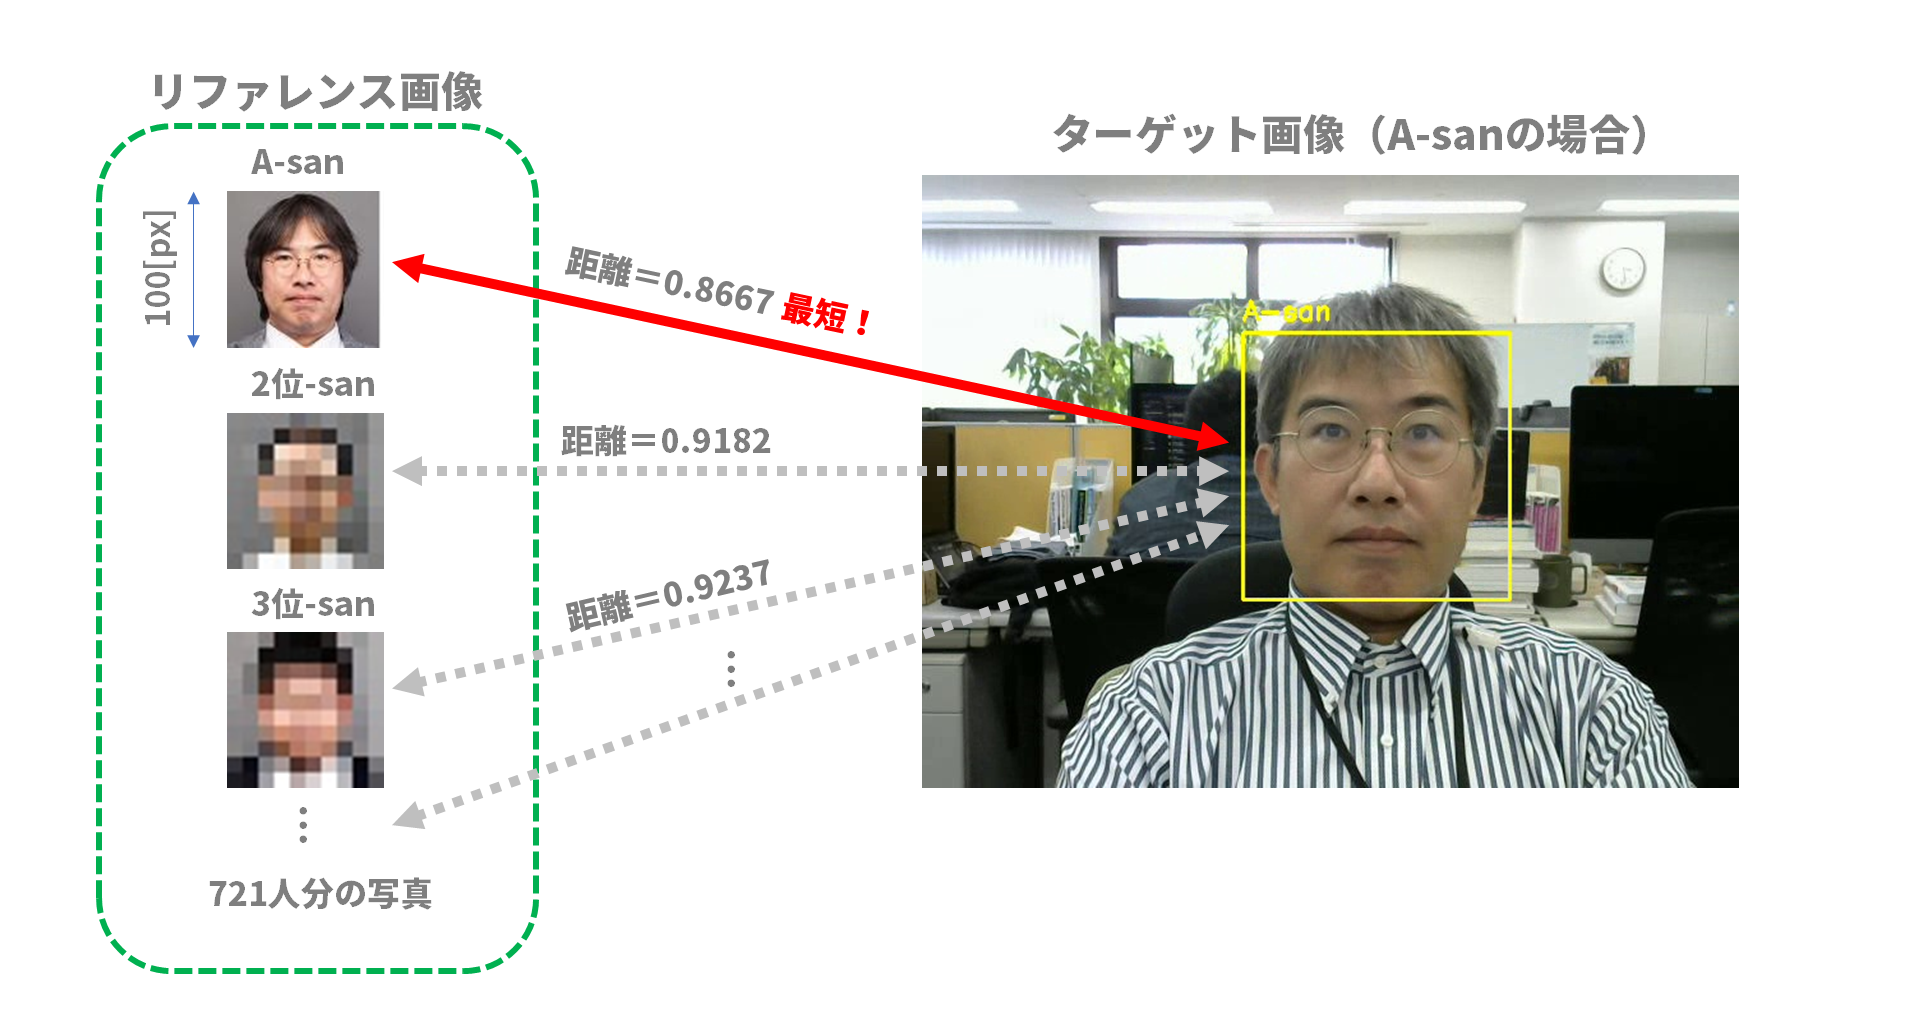 リファレンス画像
A-san
100[px]
2位-san
3位-san
⋮
721人分の写真
距離＝0.8667 最短！
距離＝0.9182
距離＝0.9237
⋮
ターゲット画像（A-sanの場合）
A-san